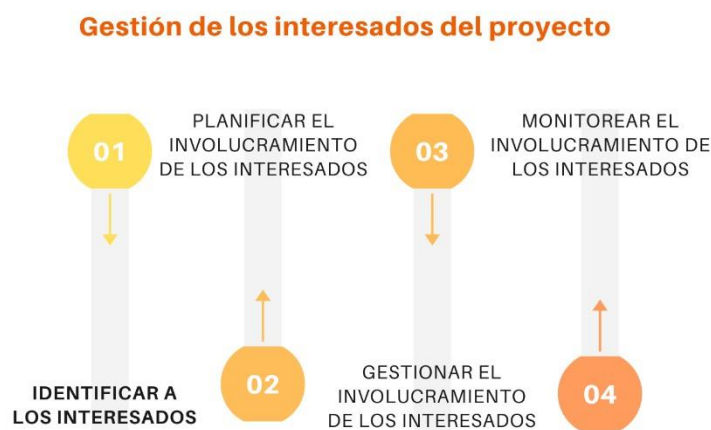 Gestión de los interesados del proyecto
01
IDENTIFICAR A
LOS INTERESADOS
PLANIFICAR EL
INVOLUCRAMIENTO
DE LOS INTERESADOS
02
03
GESTIONAR EL
INVOLUCRAMIENTO
DE LOS INTERESADOS
MONITOREAR EL
INVOLUCRAMIENTO DE
LOS INTERESADOS
04